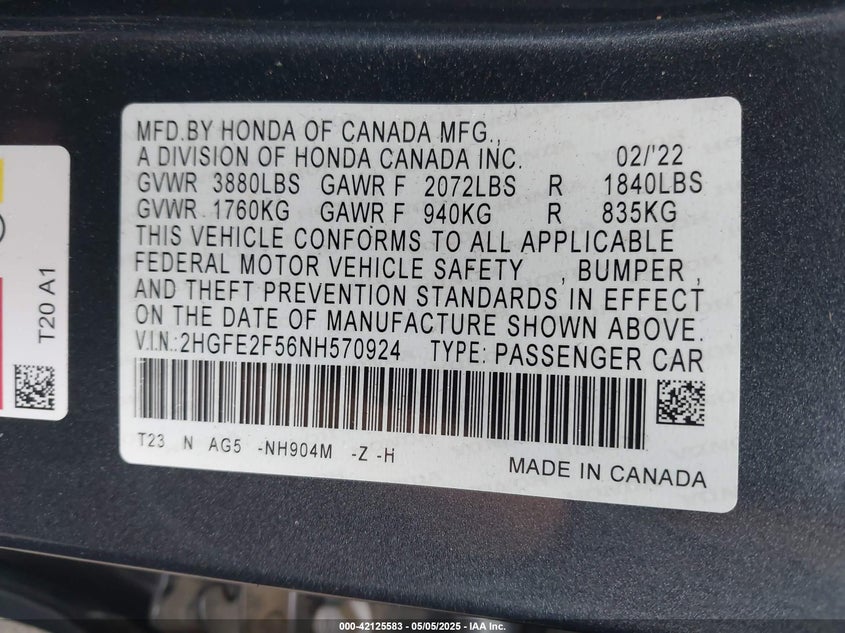 MFD.BY HONDA OF CANADA MFG.,
A DIVISION OF HONDA CANADA INC. 02/'22
GVWR 3880LBS GAWR F 2072LBS R 1840LBS
GVWR 1760KG GAWR F 940KG R 835KG
THIS VEHICLE CONFORMS TO ALL APPLICABLE
FEDERAL MOTOR VEHICLE SAFETY , BUMPER ,
AND THEFT PREVENTION STANDARDS IN EFFECT
ON THE DATE OF MANUFACTURE SHOWN ABOVE.
V.I.N.:2HGFE2F56NH570924 TYPE: PASSENGER CAR
T23 N AG5 -NH904M -Z -H
MADE IN CANADA
T20 A1
000-42125583 - 05/05/2025 - IAA Inc.